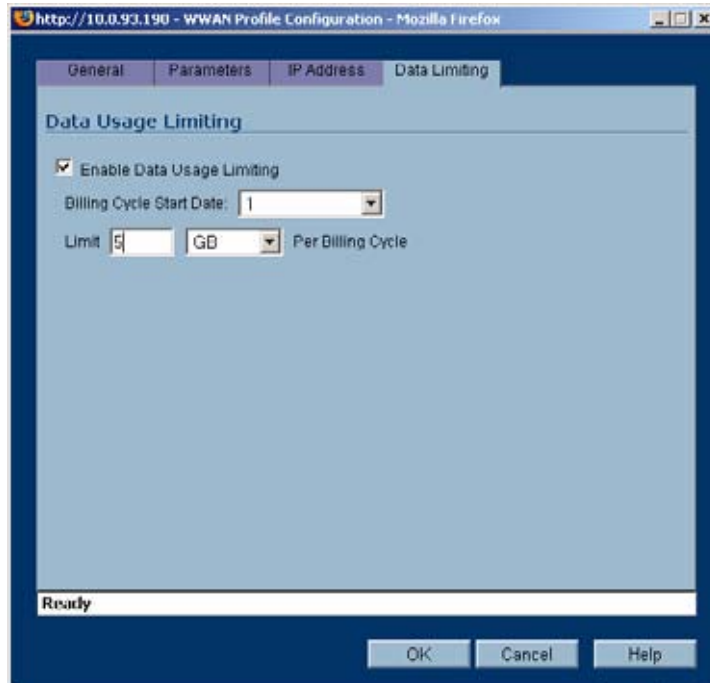 http://10.0.93.190 - WWAN Profile Configuration - Mozilla Firefox
General Parameters IP Address Data Limiting
Data Usage Limiting
Enable Data Usage Limiting
Billing Cycle Start Date: 1
Limit 5 GB Per Billing Cycle
Ready
OK Cancel Help